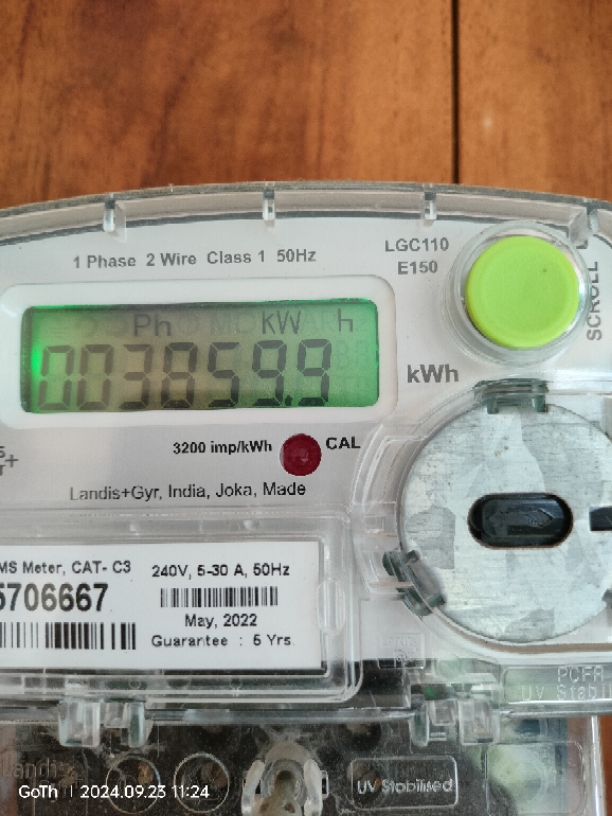 1 Phase 2 Wire Class 1 50Hz
LGC110
E150
SCROLL
Ph KW h
003859.9
kWh
3200 imp/kWh CAL
Landis+Gyr, India, Joka, Made
MS Meter, CAT- C3
5706667
240V, 5-30 A, 50Hz
May, 2022
Guarantee : 5 Yrs.
UV Stabilised
GoTh | 2024.09.23 11:24